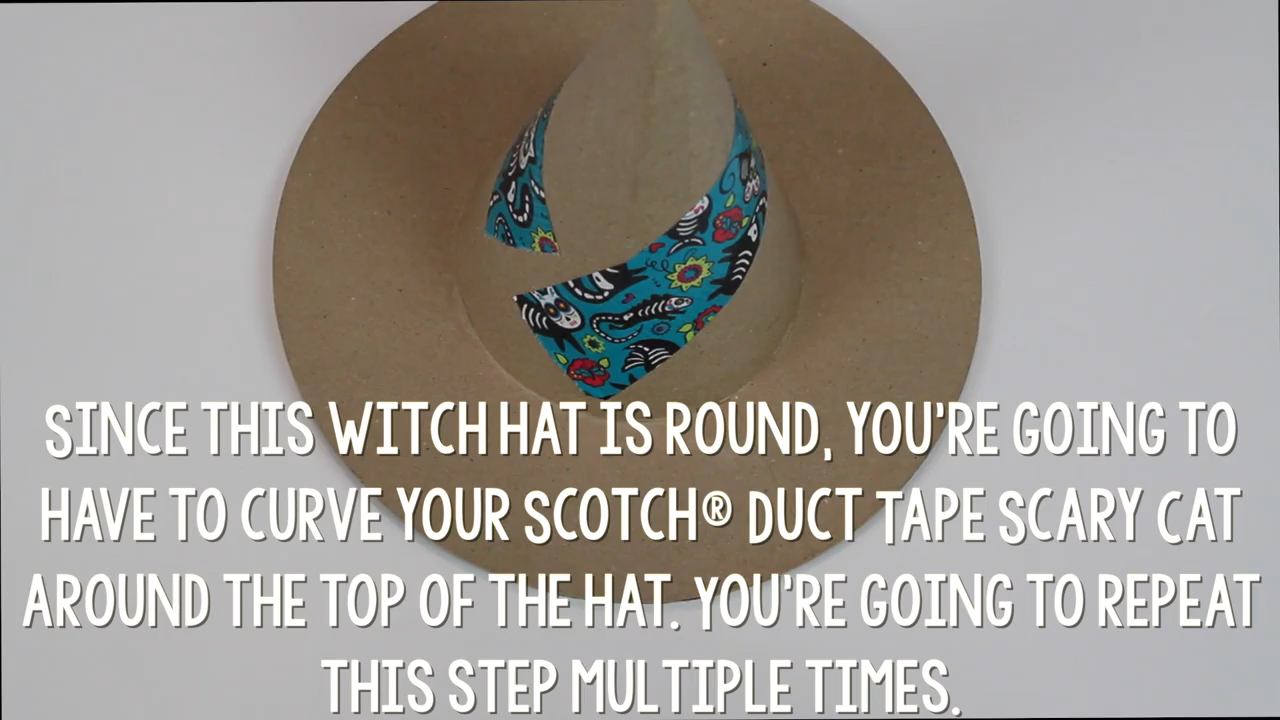 SINCE THIS WITCH HAT IS ROUND, YOU'RE GOING TO
HAVE TO CURVE YOUR SCOTCH® DUCT TAPE SCARY CAT
AROUND THE TOP OF THE HAT. YOU'RE GOING TO REPEAT
THIS STEP MULTIPLE TIMES.